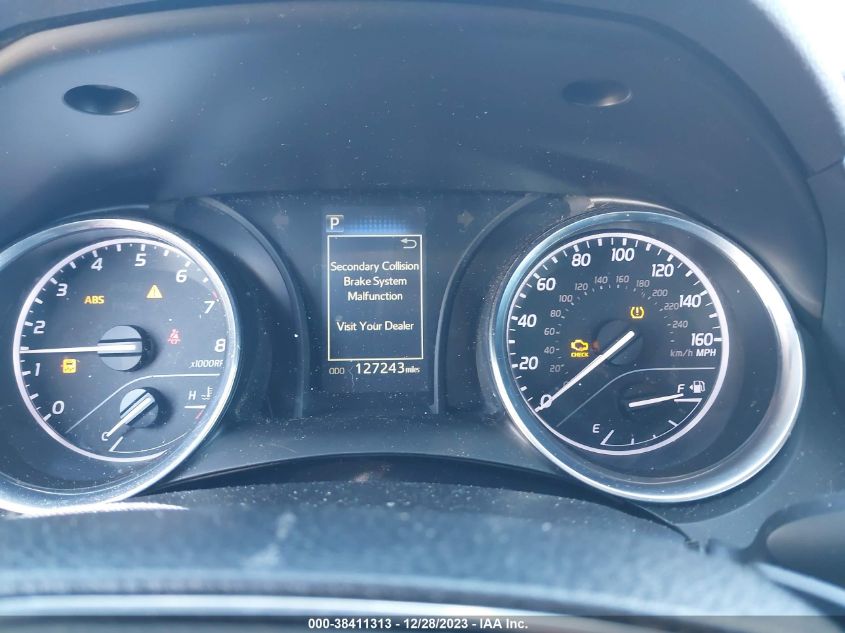 P
Secondary Collision
Brake System
Malfunction
Visit Your Dealer
ODO 127243 miles
0 1 2 3 4 5 6 7 8
x1000RP
ABS
H
C
0 20 40 60 80 100 120 140 160
20 40 60 80 100 120 140 160 180 200 220 240
km/h MPH
CHECK
E
F
000-38411313 - 12/28/2023 - IAA Inc.